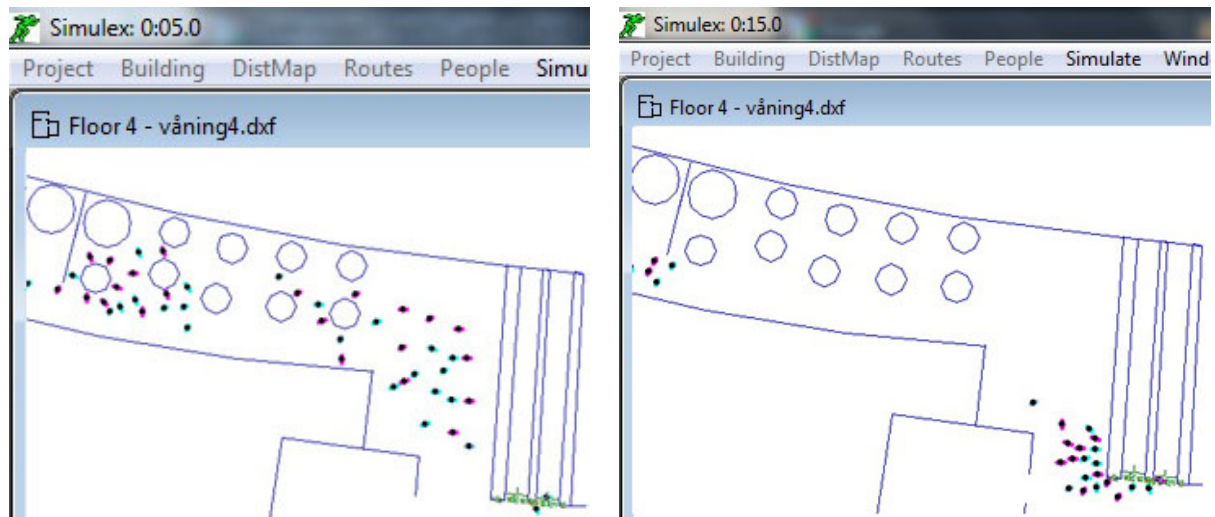 Simulex: 0:05.0
Project Building DistMap Routes People Simu
Floor 4 - våning4.dxf
Simulex: 0:15.0
Project Building DistMap Routes People Simulate Wind
Floor 4 - våning4.dxf